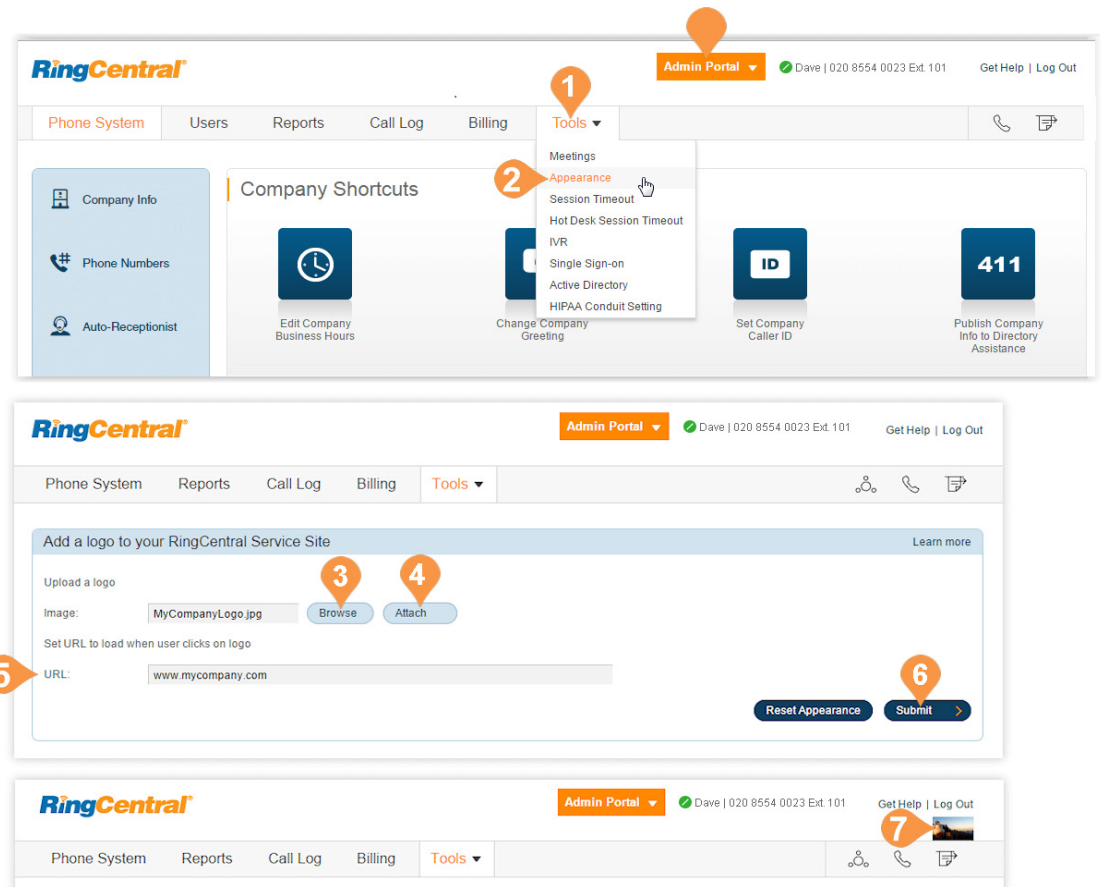 RingCentral®
Admin Portal
Dave | 020 8554 0023 Ext. 101
Get Help | Log Out
1
Phone System Users Reports Call Log Billing Tools
Meetings
2
Appearance
Session Timeout
Hot Desk Session Timeout
IVR
Single Sign-on
Active Directory
HIPAA Conduit Setting
Company Info
Phone Numbers
Auto-Receptionist
Company Shortcuts
Edit Company
Business Hours
Change Company
Greeting
ID
Set Company
Caller ID
411
Publish Company
Info to Directory
Assistance
RingCentral®
Admin Portal
Dave | 020 8554 0023 Ext. 101
Get Help | Log Out
Phone System Reports Call Log Billing Tools
Add a logo to your RingCentral Service Site
Learn more
Upload a logo
3 4
Image: MyCompanyLogo.jpg Browse Attach
Set URL to load when user clicks on logo
5
URL: www.mycompany.com
6
Reset Appearance Submit
RingCentral®
Admin Portal
Dave | 020 8554 0023 Ext. 101
Get Help | Log Out
7
Phone System Reports Call Log Billing Tools